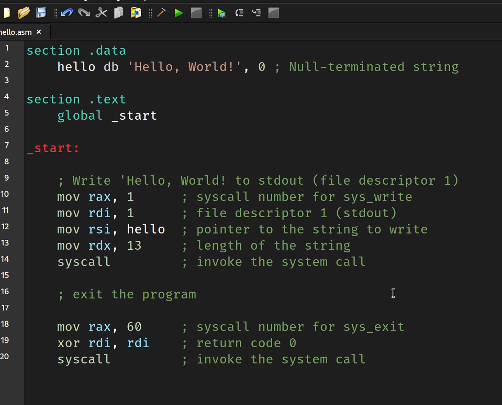 hello.asm ×
1 section .data
2 hello db 'Hello, World!', 0 ; Null-terminated string
3
4 section .text
5 global _start
6
7 _start:
8
9 ; Write 'Hello, World! to stdout (file descriptor 1)
10 mov rax, 1 ; syscall number for sys_write
11 mov rdi, 1 ; file descriptor 1 (stdout)
12 mov rsi, hello ; pointer to the string to write
13 mov rdx, 13 ; length of the string
14 syscall ; invoke the system call
15
16 ; exit the program
17
18 mov rax, 60 ; syscall number for sys_exit
19 xor rdi, rdi ; return code 0
20 syscall ; invoke the system call